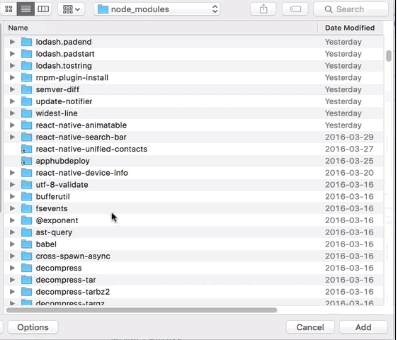 node_modules
Search
Name Date Modified
lodash.padend Yesterday
lodash.padstart Yesterday
lodash.tostring Yesterday
rnpm-plugin-install Yesterday
semver-diff Yesterday
update-notifier Yesterday
widest-line Yesterday
react-native-animatable Yesterday
react-native-search-bar 2016-03-29
react-native-unified-contacts 2016-03-27
apphubdeploy 2016-03-25
react-native-device-info 2016-03-20
utf-8-validate 2016-03-16
bufferutil 2016-03-16
fsevents 2016-03-16
@exponent 2016-03-16
ast-query 2016-03-16
babel 2016-03-16
cross-spawn-async 2016-03-16
decompress 2016-03-16
decompress-tar 2016-03-16
decompress-tarbz2 2016-03-16
decompress-targz 2016-03-16
Options Cancel Add